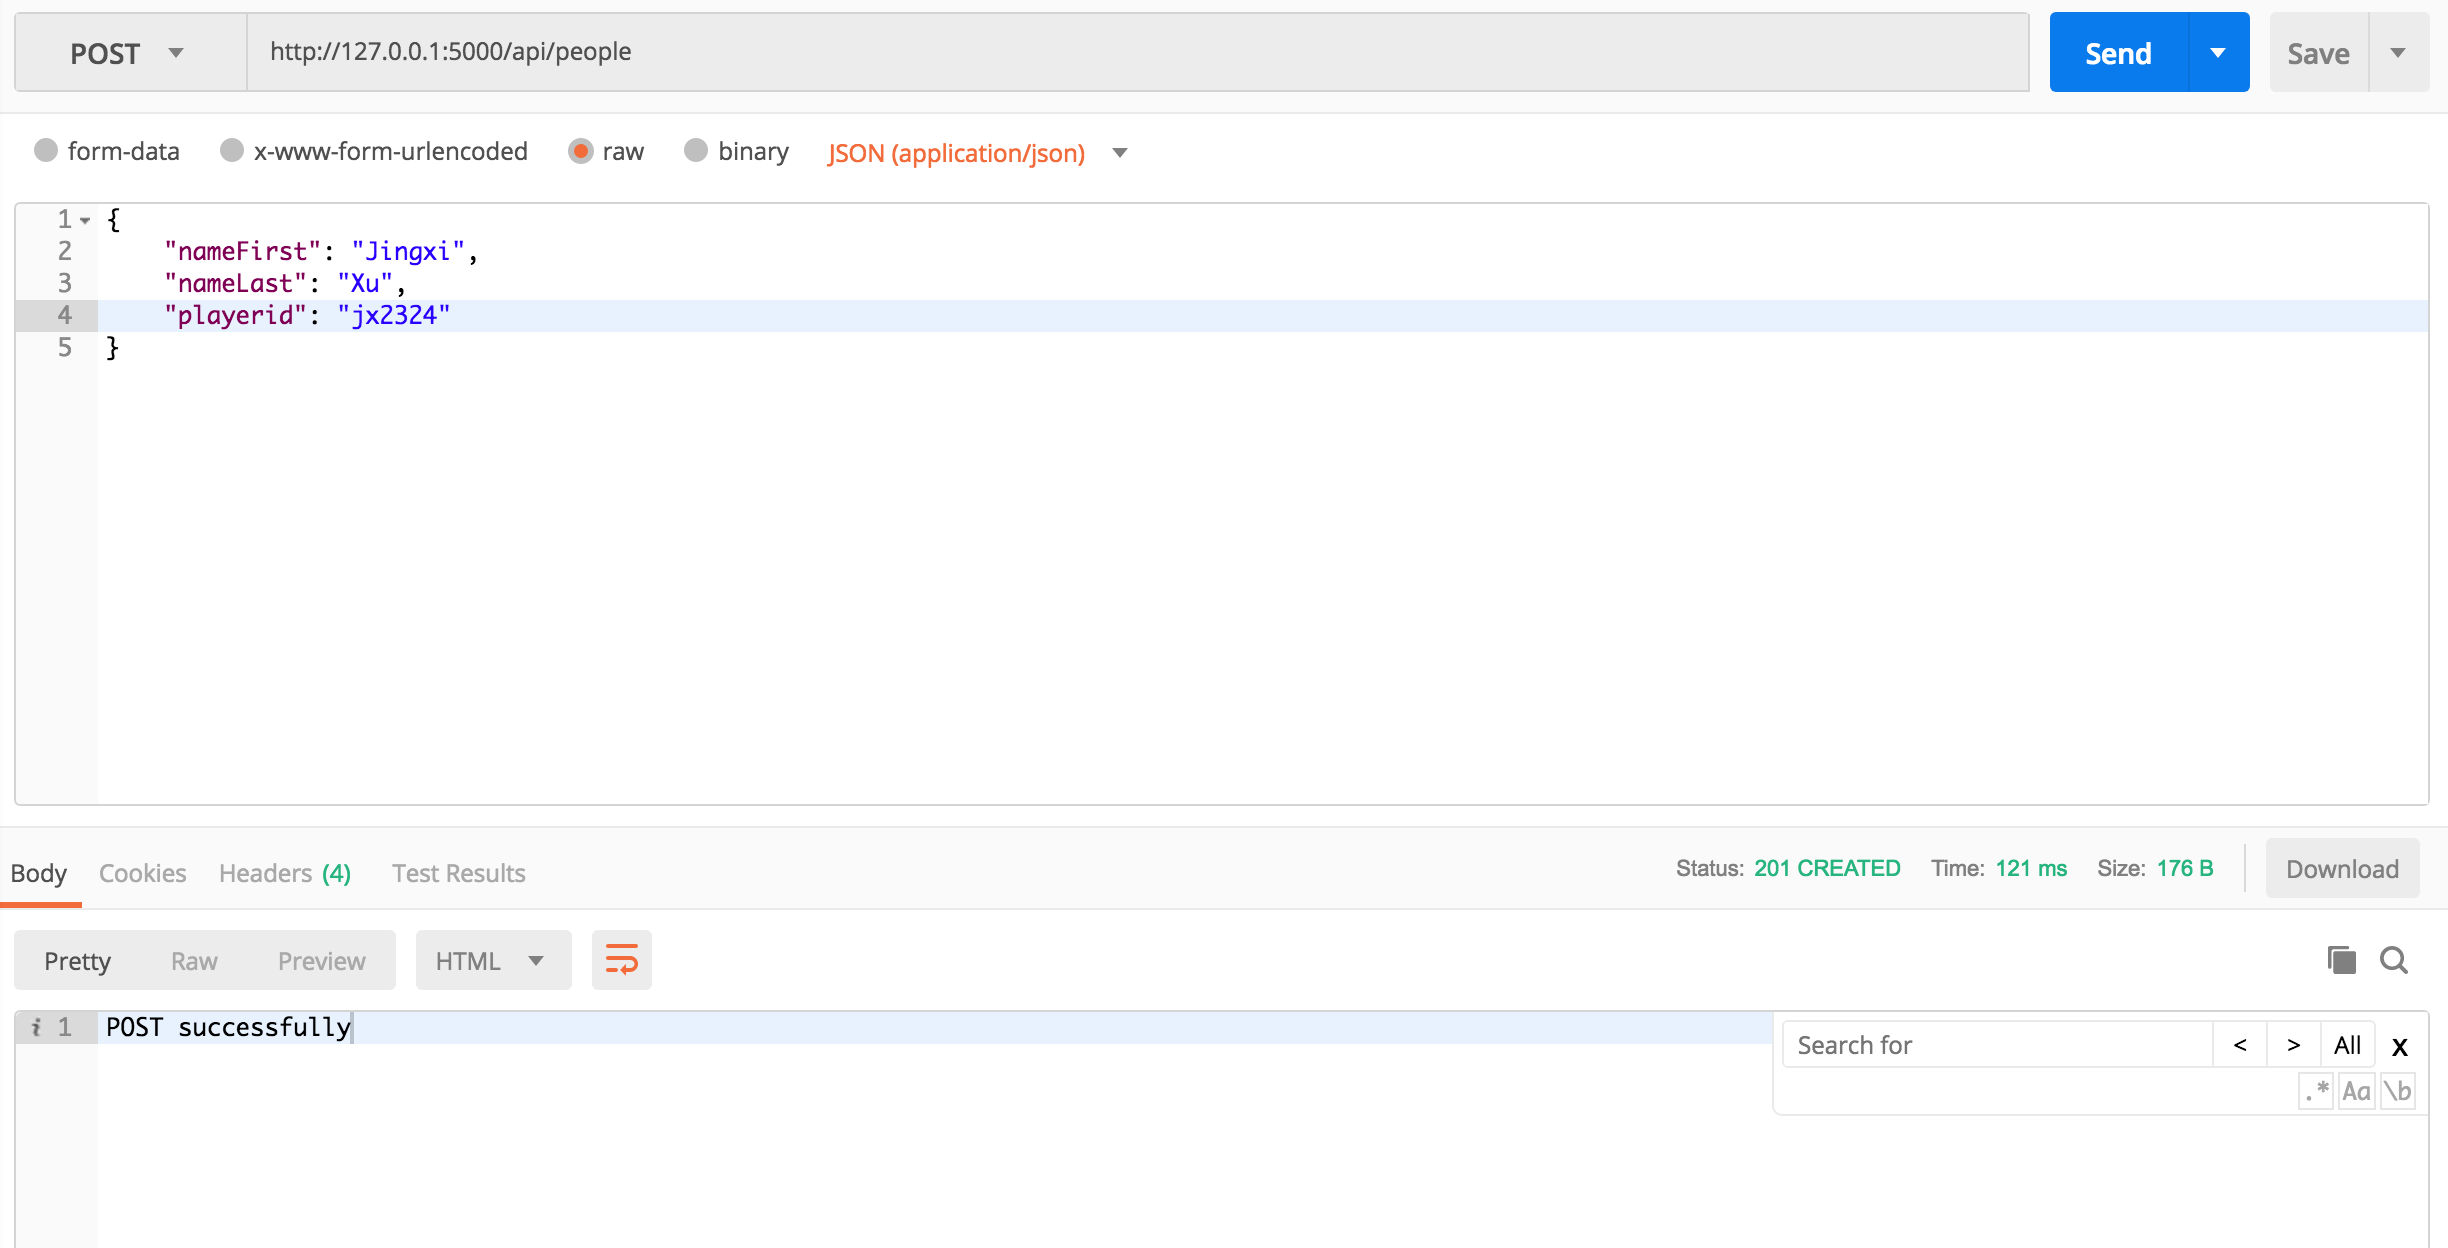 POST http://127.0.0.1:5000/api/people Send Save
form-data x-www-form-urlencoded raw binary JSON (application/json)
1 {
2 "nameFirst": "Jingxi",
3 "nameLast": "Xu",
4 "playerid": "jx2324"
5 }
Body Cookies Headers (4) Test Results Status: 201 CREATED Time: 121 ms Size: 176 B Download
Pretty Raw Preview HTML
i 1 POST successfully
Search for < > All X
.* Aa \b